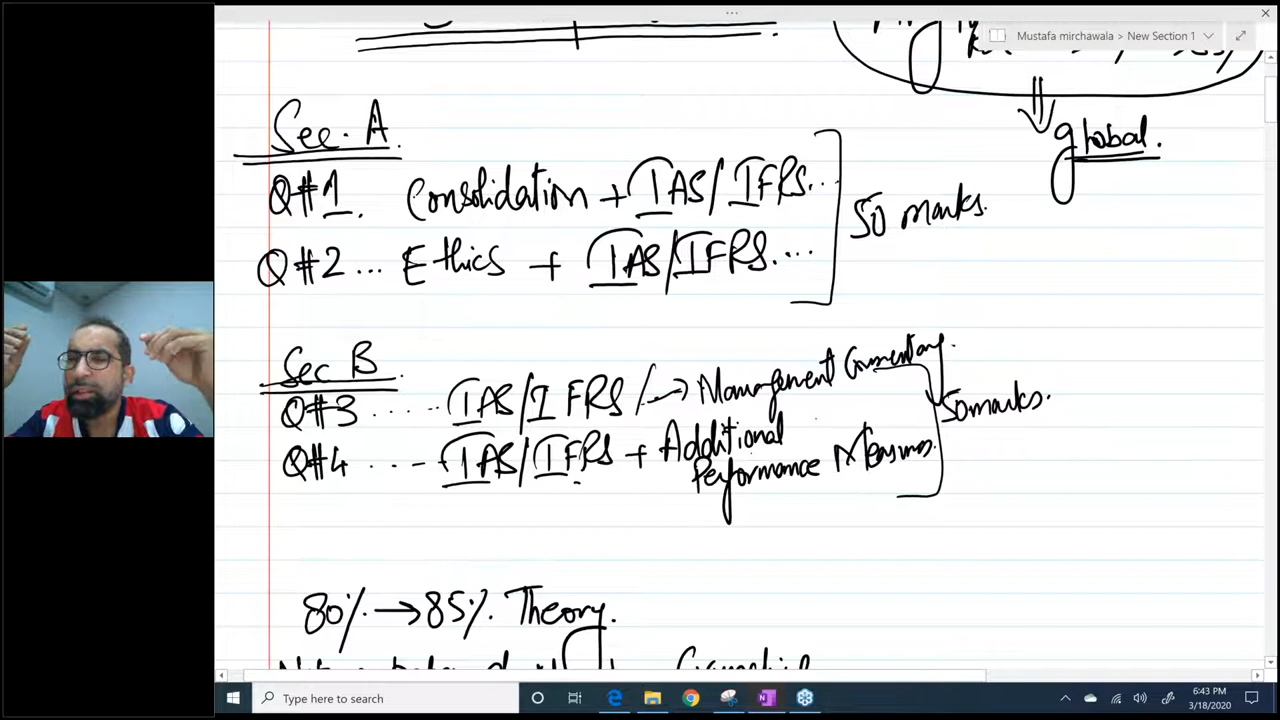 Mustafa mirchawala > New Section 1
global.
Sec. A
Q#1. Consolidation + IAS/IFRS...
Q#2... Ethics + IAS/IFRS....
50 marks.
Sec B
Q#3 ...... IAS/IFRS / → Management Commentary.
Q#4 ...- IAS/IFRS + Additional
Performance Measures.
50 marks.
80% → 85% Theory.
Type here to search
6:43 PM
3/18/2020